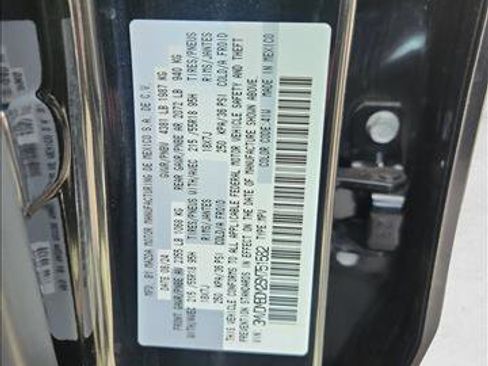 MFD BY MAZDA MOTOR MANUFACTURING DE MEXICO S.A. DE C.V.
DATE 08/24 GVWR/PNBV 4381 LB 1987 KG
FRONT GAWR/PNBE AV 2355 LB 1068 KG REAR GAWR/PNBE AR 2072 LB 940 KG
TIRES/PNEUS WITH/AVEC 215/55R18 95H TIRES/PNEUS WITH/AVEC 215/55R18 95H
RIMS/JANTES 18X7J RIMS/JANTES 18X7J
COLD/A FROID 250 KPA/36 PSI COLD/A FROID 250 KPA/36 PSI
THIS VEHICLE CONFORMS TO ALL APPLICABLE FEDERAL MOTOR VEHICLE SAFETY AND THEFT
PREVENTION STANDARDS IN EFFECT ON THE DATE OF MANUFACTURE SHOWN ABOVE.
TYPE MPV COLOR CODE MADE IN MEXICO
VIN: